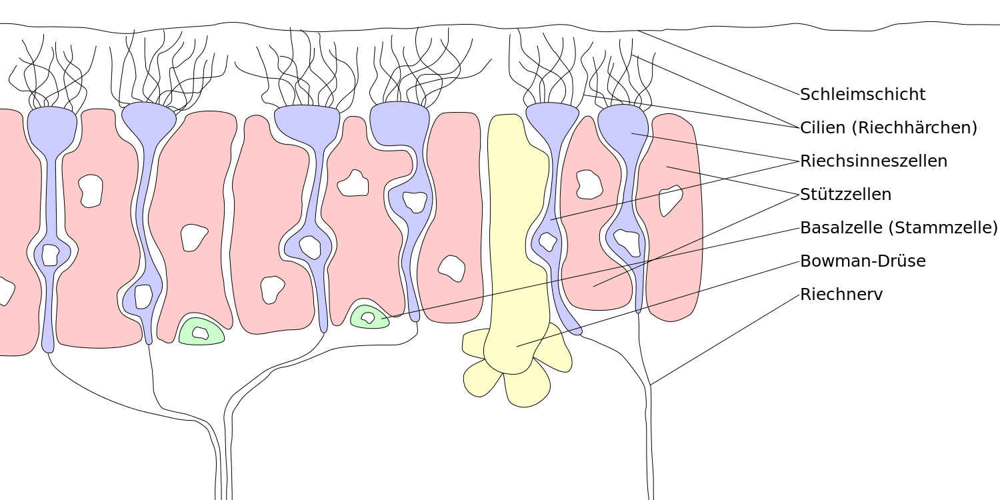 Schleimschicht
Cilien (Riechhärchen)
Riechsinneszellen
Stützzellen
Basalzelle (Stammzelle)
Bowman-Drüse
Riechnerv